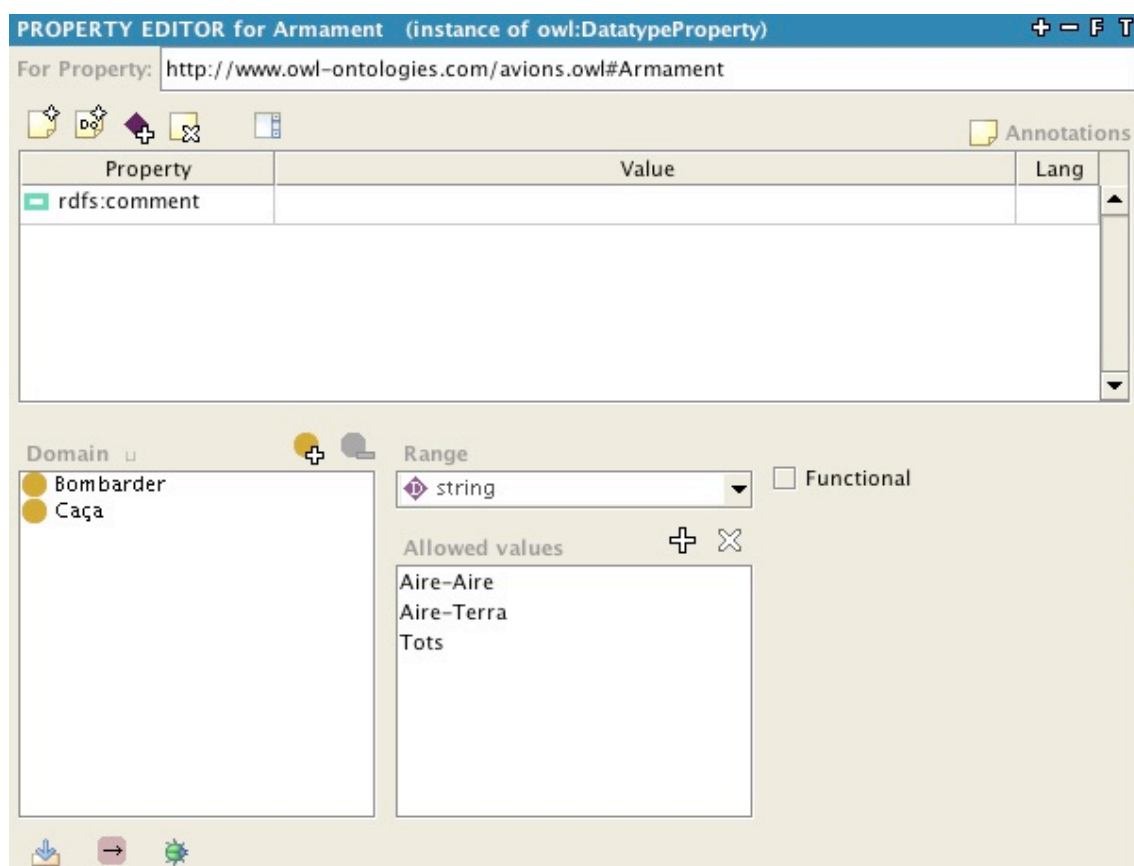 PROPERTY EDITOR for Armament (instance of owl:DatatypeProperty) F T
For Property: http://www.owl-ontologies.com/avions.owl#Armament
Annotations
Property Value Lang
rdfs:comment
Domain ⊔ Range
Bombarder string Functional
Caça
Allowed values
Aire-Aire
Aire-Terra
Tots